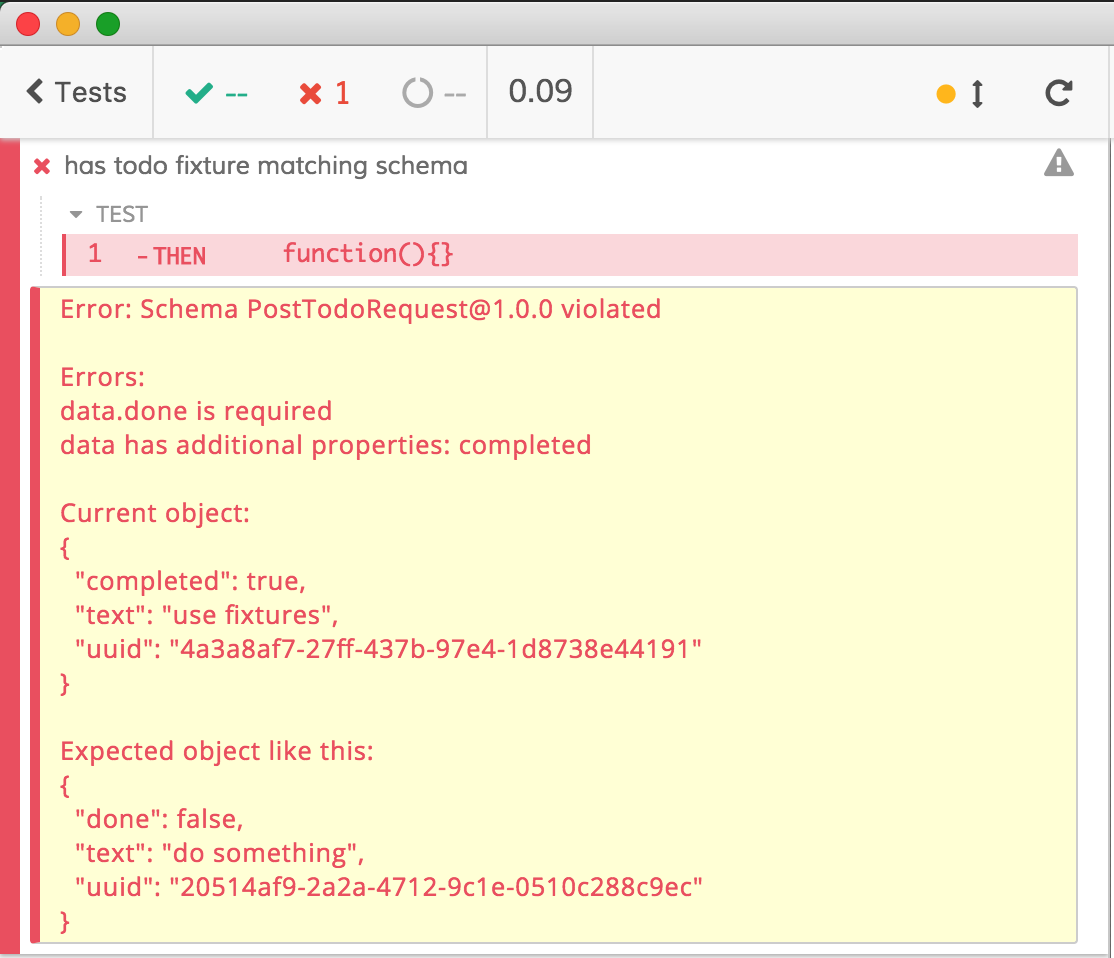 Tests -- 1 -- 0.09
has todo fixture matching schema
TEST
1 - THEN function(){}
Error: Schema PostTodoRequest@1.0.0 violated
Errors:
data.done is required
data has additional properties: completed
Current object:
{
"completed": true,
"text": "use fixtures",
"uuid": "4a3a8af7-27ff-437b-97e4-1d8738e44191"
}
Expected object like this:
{
"done": false,
"text": "do something",
"uuid": "20514af9-2a2a-4712-9c1e-0510c288c9ec"
}